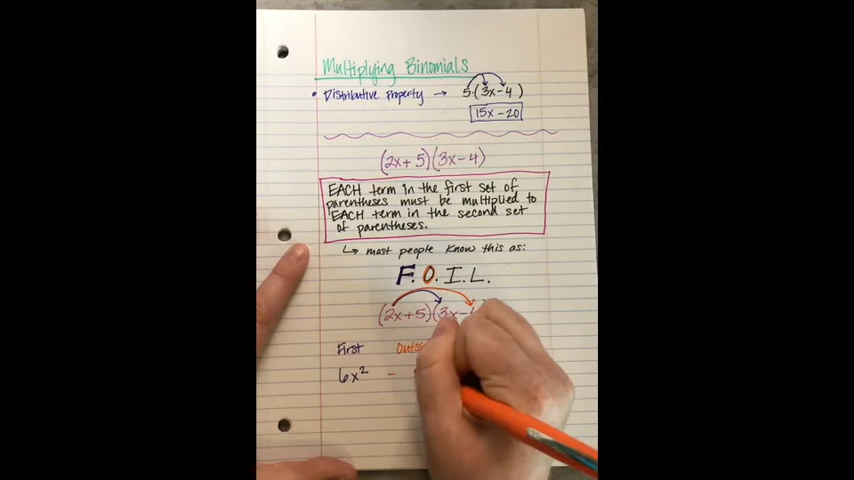 Multiplying Binomials
• Distributive Property → 5·(3x-4)
15x - 20
(2x+5)(3x-4)
EACH term in the first set of
parentheses must be multiplied to
EACH term in the second set
of parentheses.
↳ most people know this as:
F.O.I.L.
(2x+5)(3x-
First
6x² -